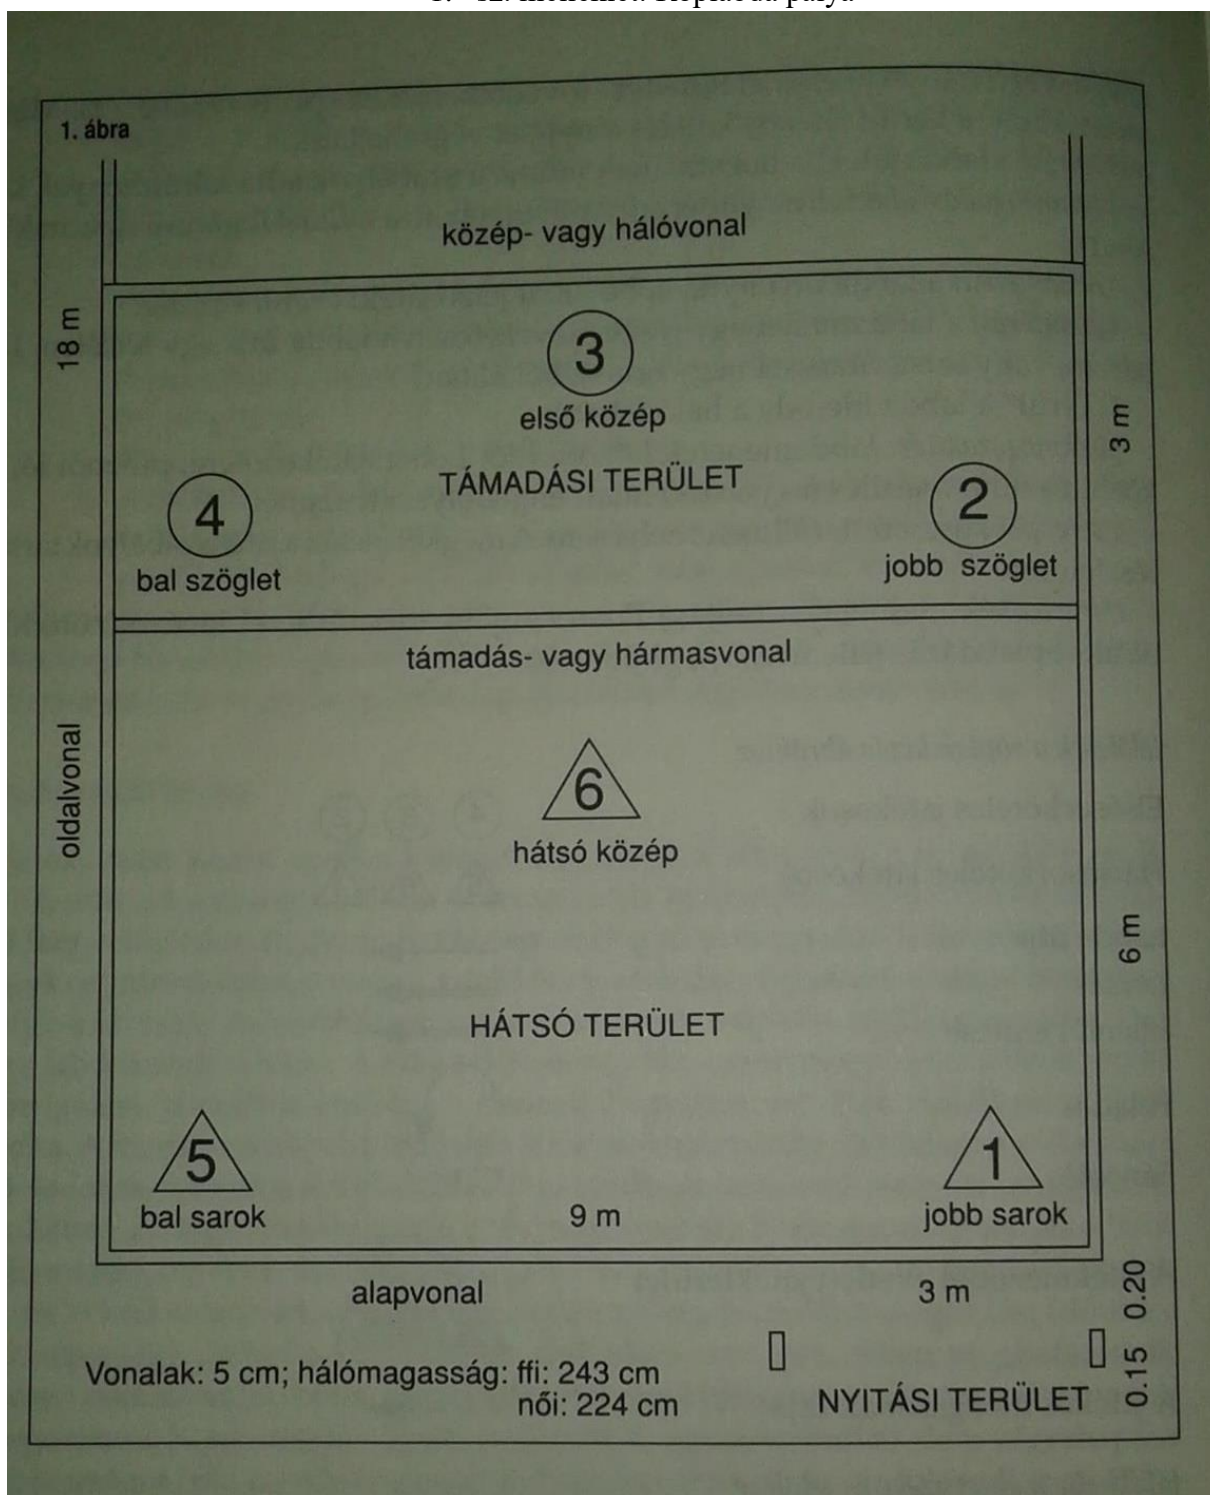 1. ábra
közép- vagy hálóvonal
18 m
3
első közép
3 m
TÁMADÁSI TERÜLET
4
2
bal szöglet
jobb szöglet
támadás- vagy hármasvonal
oldalvonal
6
hátsó közép
6 m
HÁTSÓ TERÜLET
5
1
bal sarok
9 m
jobb sarok
alapvonal
3 m
0.15 0.20
Vonalak: 5 cm; hálómagasság: ffi: 243 cm
női: 224 cm
NYITÁSI TERÜLET